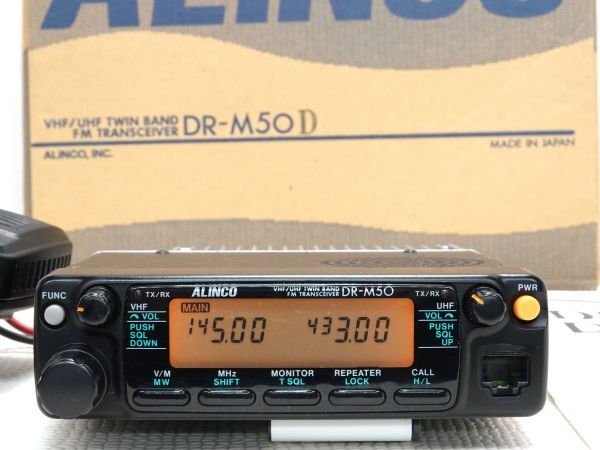 ALINCO
VHF/UHF TWIN BAND
FM TRANSCEIVER DR-M50D
ALINCO, INC.
MADE IN JAPAN
FUNC
TX/RX
ALINCO
VHF/UHF TWIN BAND
FM TRANSCEIVER DR-M50
TX/RX
PWR
VHF
VOL
PUSH
SQL
DOWN
MAIN
145.00 433.00
UHF
VOL
PUSH
SQL
UP
V/M MHz MONITOR REPEATER CALL
MW SHIFT T SQL LOCK H/L